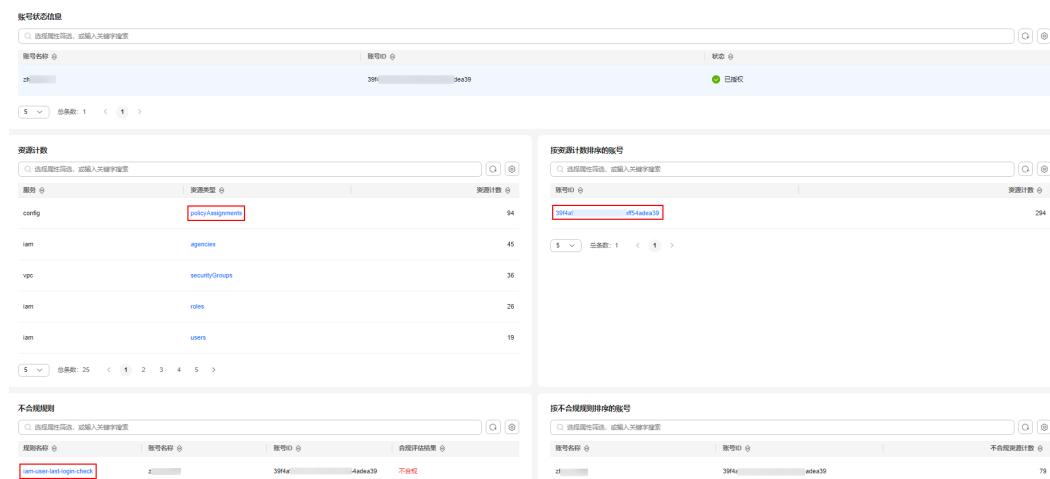 账号状态信息
选择属性筛选，或输入关键字搜索
账号名称 账号ID 状态
zh 39f4 dea39 已授权
5 总条数: 1 < 1 >
资源计数
选择属性筛选，或输入关键字搜索
服务 资源类型 资源计数
config policyAssignments 94
iam agencies 45
vpc securityGroups 36
iam roles 26
iam users 19
5 总条数: 25 < 1 2 3 4 5 >
按资源计数排序的账号
选择属性筛选，或输入关键字搜索
账号ID 资源计数
39f4a ff54adea39 294
5 总条数: 1 < 1 >
不合规规则
选择属性筛选，或输入关键字搜索
规则名称 账号名称 账号ID 合规评估结果
iam-user-last-login-check z 39f4a 4adea39 不合规
按不合规规则排序的账号
选择属性筛选，或输入关键字搜索
账号名称 账号ID 不合规资源计数
zh 39f4a adea39 79